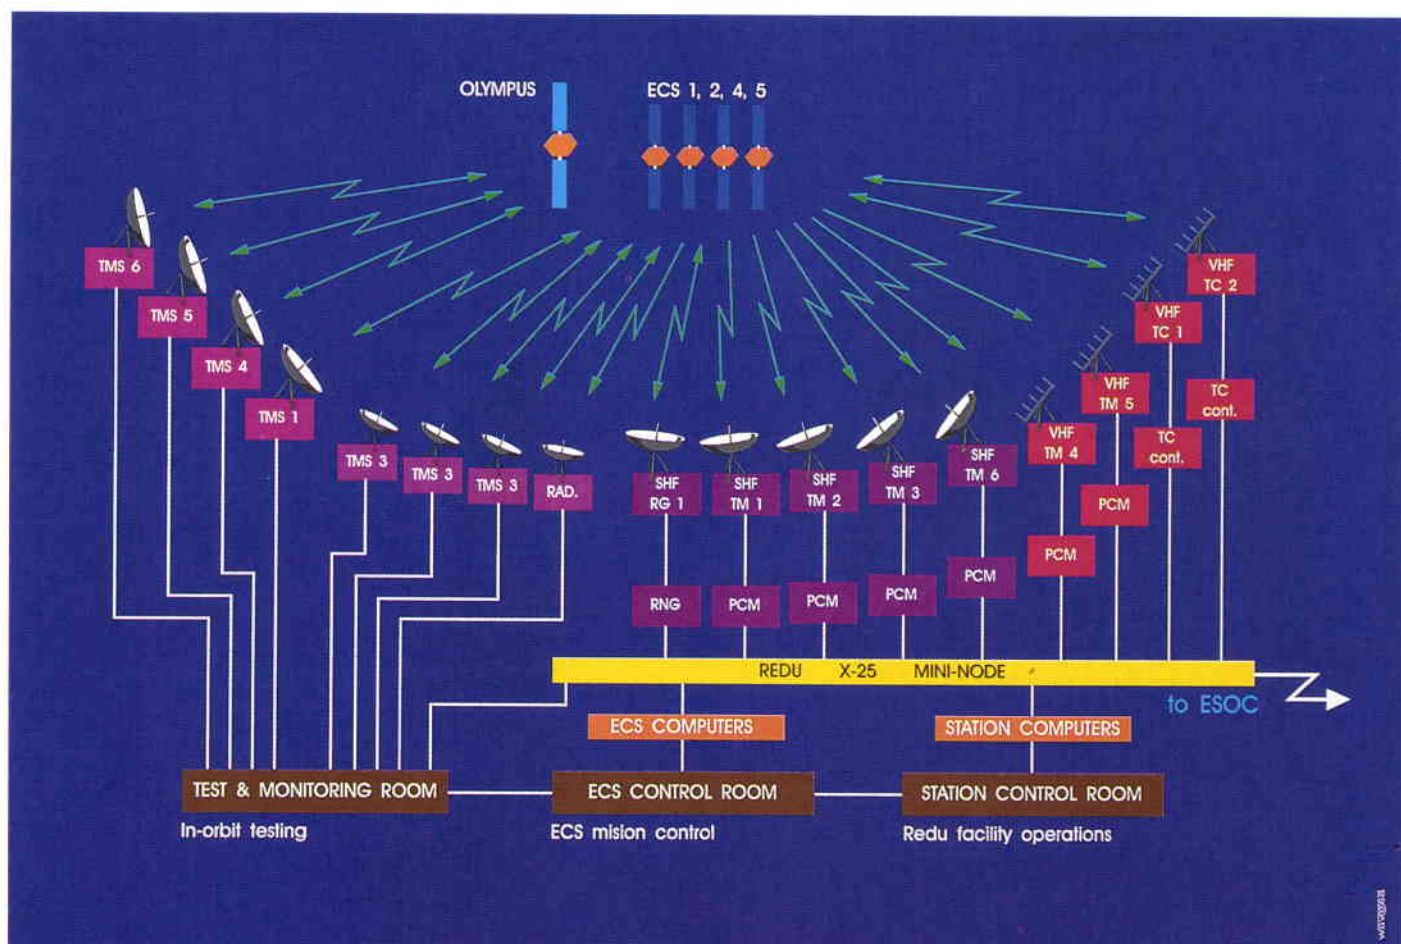 OLYMPUS
ECS 1, 2, 4, 5
TMS 6
TMS 5
TMS 4
TMS 1
TMS 3
TMS 3
TMS 3
RAD.
SHF
RG 1
SHF
TM 1
SHF
TM 2
SHF
TM 3
SHF
TM 6
VHF
TM 4
VHF
TM 5
VHF
TC 1
VHF
TC 2
RNG
PCM
PCM
PCM
PCM
PCM
PCM
TC
cont.
TC
cont.
REDU X-25 MINI-NODE
to ESOC
ECS COMPUTERS
STATION COMPUTERS
TEST & MONITORING ROOM
ECS CONTROL ROOM
STATION CONTROL ROOM
In-orbit testing
ECS mision control
Redu facility operations